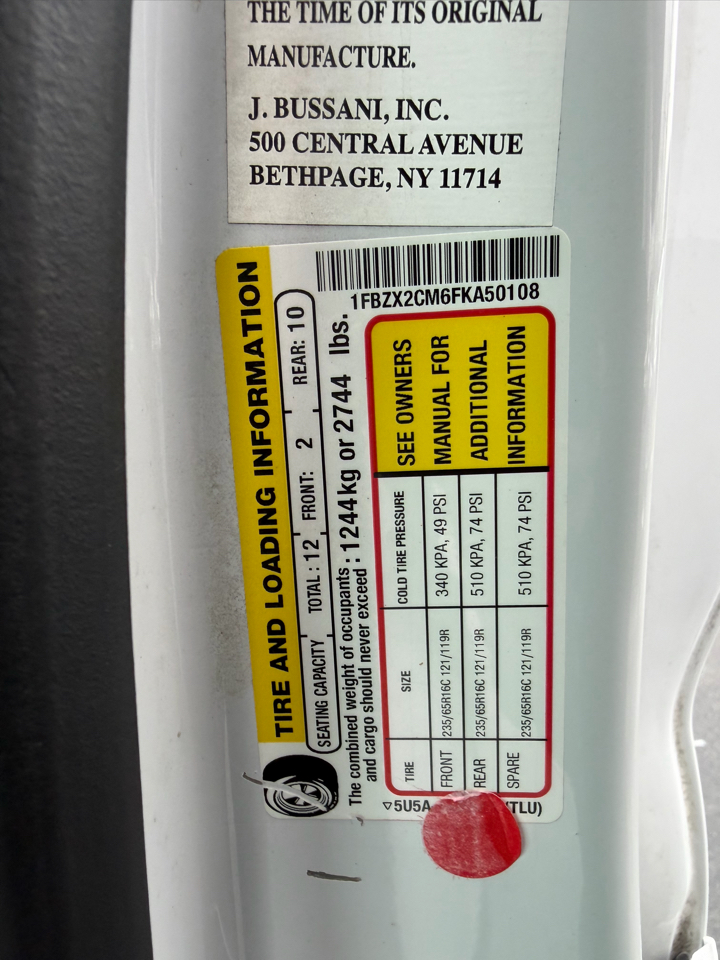 THE TIME OF ITS ORIGINAL
MANUFACTURE.
J. BUSSANI, INC.
500 CENTRAL AVENUE
BETHPAGE, NY 11714
TIRE AND LOADING INFORMATION
SEATING CAPACITY TOTAL : 12 FRONT: 2 REAR: 10
The combined weight of occupants
and cargo should never exceed : 1244kg or 2744 lbs.
TIRE SIZE COLD TIRE PRESSURE
FRONT 235/65R16C 121/119R 340 KPA, 49 PSI
REAR 235/65R16C 121/119R 510 KPA, 74 PSI
SPARE 235/65R16C 121/119R 510 KPA, 74 PSI
SEE OWNERS
MANUAL FOR
ADDITIONAL
INFORMATION
1FBZX2CM6FKA50108
5U5A TLU)